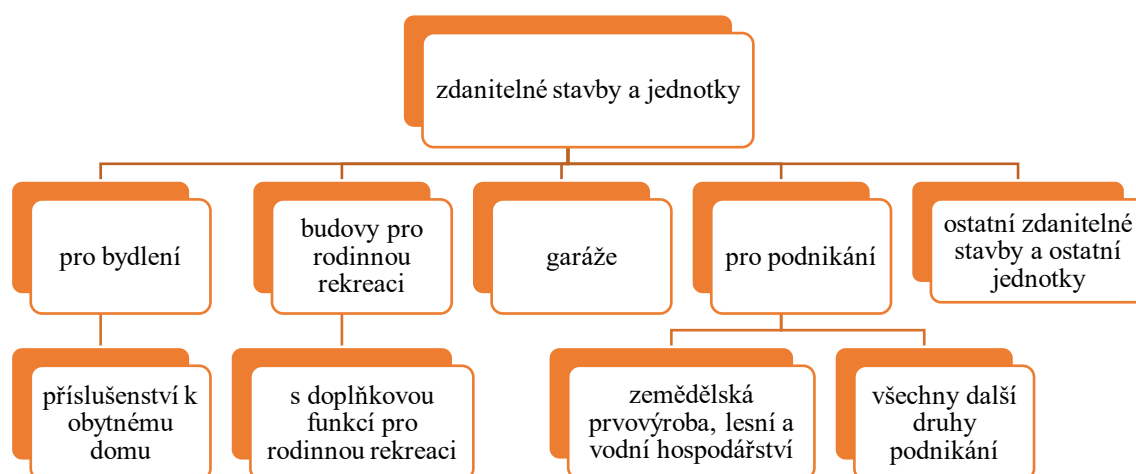 zdanitelné stavby a jednotky
pro bydlení
budovy pro
rodinnou
rekreaci
garáže
pro podnikání
ostatní zdanitelné
stavby a ostatní
jednotky
příslušenství k
obytnému
domu
s doplňkovou
funkcí pro
rodinnou rekreaci
zemědělská
prvovýroba, lesní a
vodní hospodářství
všechny další
druhy
podnikání